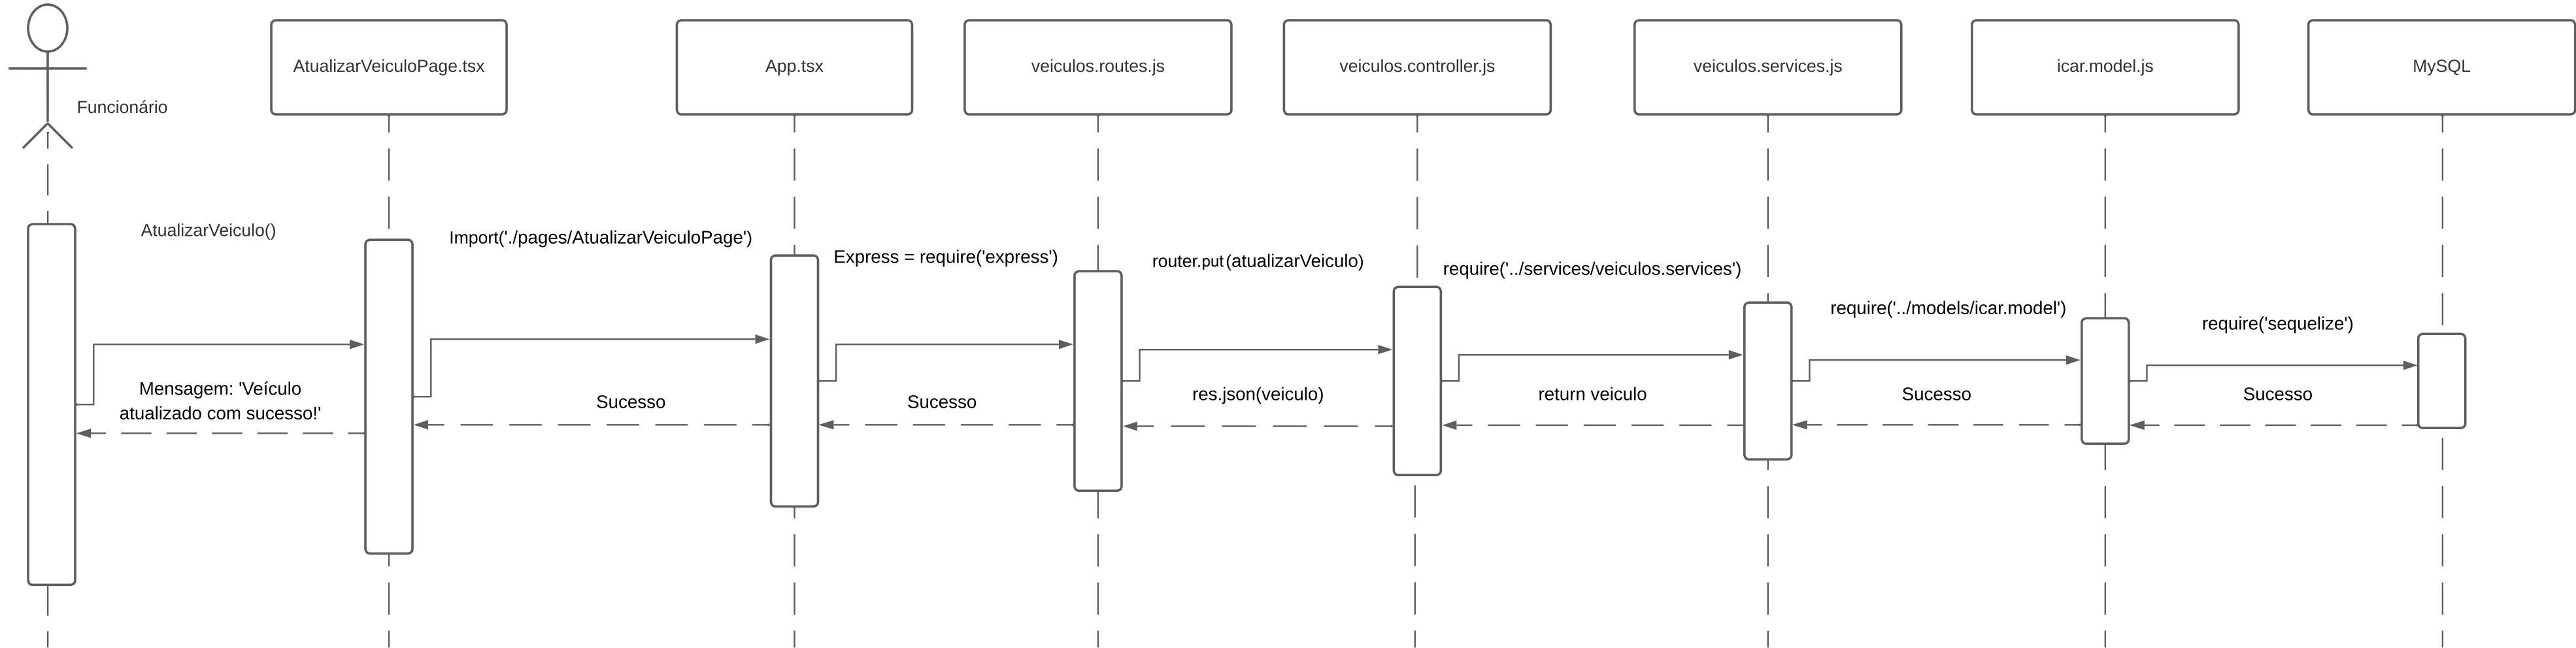 Funcionário
AtualizarVeiculoPage.tsx
App.tsx
veiculos.routes.js
veiculos.controller.js
veiculos.services.js
icar.model.js
MySQL
AtualizarVeiculo()
Import('./pages/AtualizarVeiculoPage')
Express = require('express')
router.put(atualizarVeiculo)
require('../services/veiculos.services')
require('../models/icar.model')
require('sequelize')
Mensagem: 'Veículo
atualizado com sucesso!'
Sucesso
Sucesso
res.json(veiculo)
return veiculo
Sucesso
Sucesso